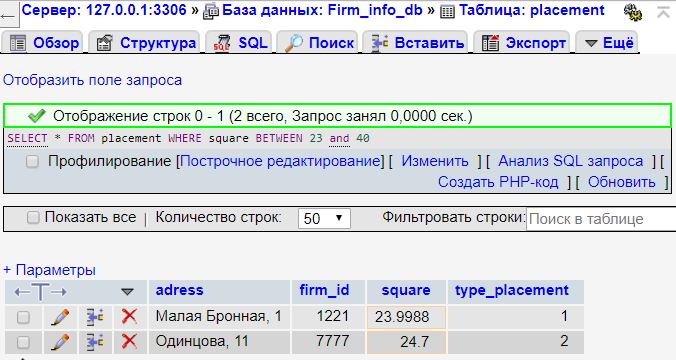 Сервер: 127.0.0.1:3306 » База данных: Firm_info_db » Таблица: placement
Обзор Структура SQL Поиск Вставить Экспорт Ещё
Отобразить поле запроса
Отображение строк 0 - 1 (2 всего, Запрос занял 0,0000 сек.)
SELECT * FROM placement WHERE square BETWEEN 23 and 40
Профилирование [Построчное редактирование] [ Изменить ] [ Анализ SQL запроса ] [
Создать PHP-код ] [ Обновить ]
Показать все | Количество строк: 50 Фильтровать строки: Поиск в таблице
+ Параметры
←T→ adress firm_id square type_placement
Малая Бронная, 1 1221 23.9988 1
Одинцова, 11 7777 24.7 2